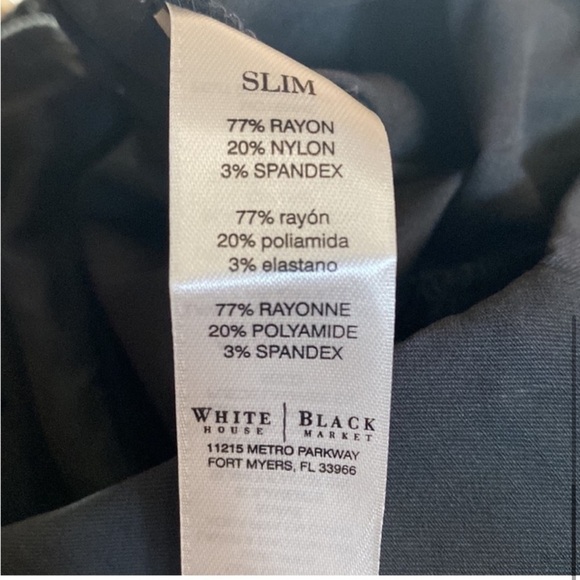 SLIM
77% RAYON
20% NYLON
3% SPANDEX
77% rayón
20% poliamida
3% elastano
77% RAYONNE
20% POLYAMIDE
3% SPANDEX
WHITE | BLACK
HOUSE MARKET
11215 METRO PARKWAY
FORT MYERS, FL 33966